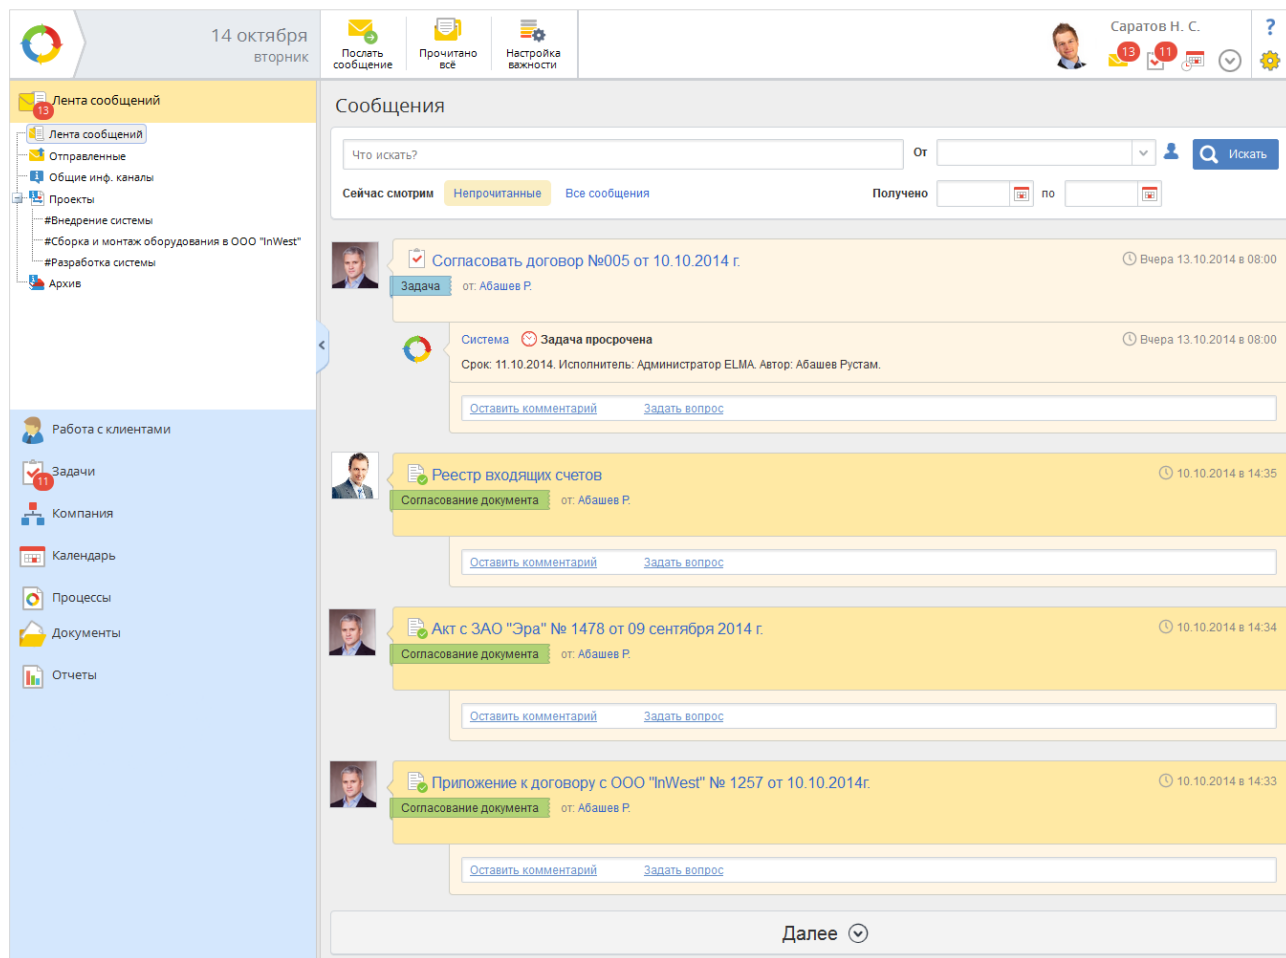 14 октября
вторник
Послать
сообщение
Прочитано
всё
Настройка
важности
Саратов Н. С.
13
11
?
Лента сообщений
13
Лента сообщений
Отправленные
Общие инф. каналы
Проекты
#Внедрение системы
#Сборка и монтаж оборудования в ООО "InWest"
#Разработка системы
Архив
Работа с клиентами
Задачи
11
Компания
Календарь
Процессы
Документы
Отчеты
Сообщения
Что искать?
От
Искать
Сейчас смотрим Непрочитанные Все сообщения
Получено по
Согласовать договор №005 от 10.10.2014 г.
Вчера 13.10.2014 в 08:00
Задача от: Абашев Р.
Система Задача просрочена
Вчера 13.10.2014 в 08:00
Срок: 11.10.2014. Исполнитель: Администратор ELMA. Автор: Абашев Рустам.
Оставить комментарий Задать вопрос
Реестр входящих счетов
10.10.2014 в 14:35
Согласование документа от: Абашев Р.
Оставить комментарий Задать вопрос
Акт с ЗАО "Эра" № 1478 от 09 сентября 2014 г.
10.10.2014 в 14:34
Согласование документа от: Абашев Р.
Оставить комментарий Задать вопрос
Приложение к договору с ООО "InWest" № 1257 от 10.10.2014г.
10.10.2014 в 14:33
Согласование документа от: Абашев Р.
Оставить комментарий Задать вопрос
Далее